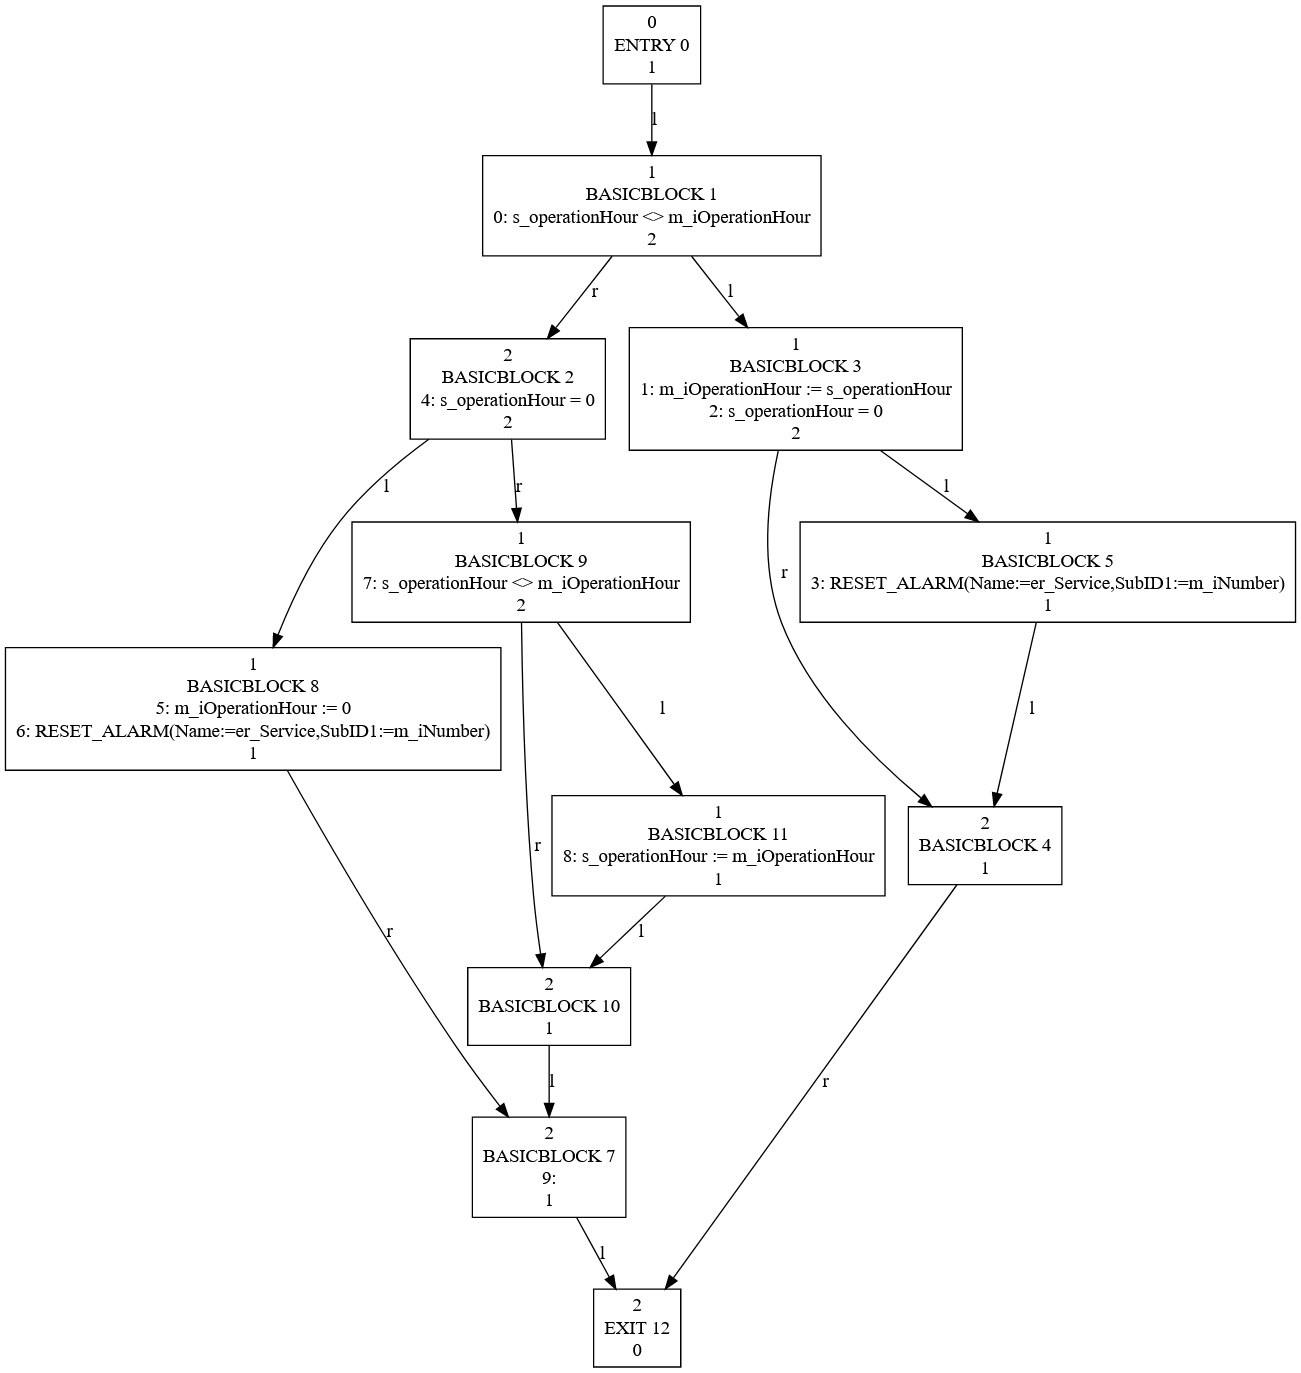 0
ENTRY 0
1
l
1
BASICBLOCK 1
0: s_operationHour <> m_iOperationHour
2
r
l
2
BASICBLOCK 2
4: s_operationHour = 0
2
1
BASICBLOCK 3
1: m_iOperationHour := s_operationHour
2: s_operationHour = 0
2
l
r
r
l
1
BASICBLOCK 9
7: s_operationHour <> m_iOperationHour
2
1
BASICBLOCK 5
3: RESET_ALARM(Name:=er_Service,SubID1:=m_iNumber)
1
1
BASICBLOCK 8
5: m_iOperationHour := 0
6: RESET_ALARM(Name:=er_Service,SubID1:=m_iNumber)
1
r
l
l
1
BASICBLOCK 11
8: s_operationHour := m_iOperationHour
1
2
BASICBLOCK 4
1
r
l
2
BASICBLOCK 10
1
l
r
2
BASICBLOCK 7
9:
1
l
2
EXIT 12
0